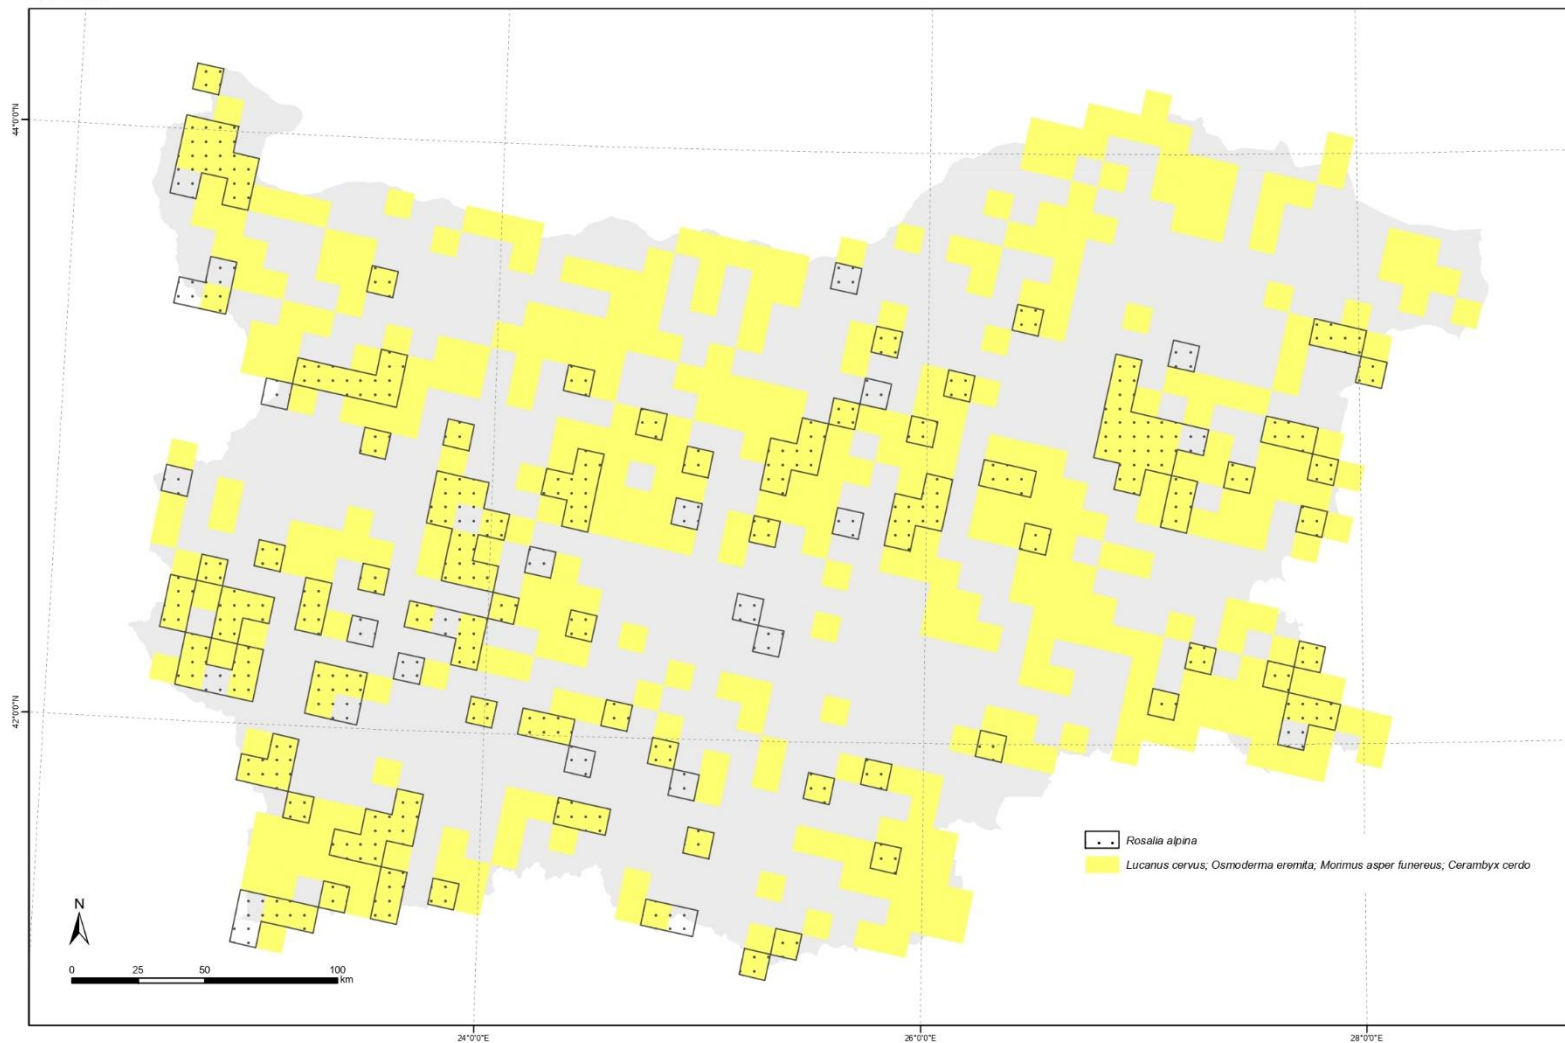 44°0'0"N
42°0'0"N
Rosalia alpina
Lucanus cervus; Osmoderma eremita; Morimus asper funereus; Cerambyx cerdo
N
0 25 50 100
km
24°0'0"E 26°0'0"E 28°0'0"E